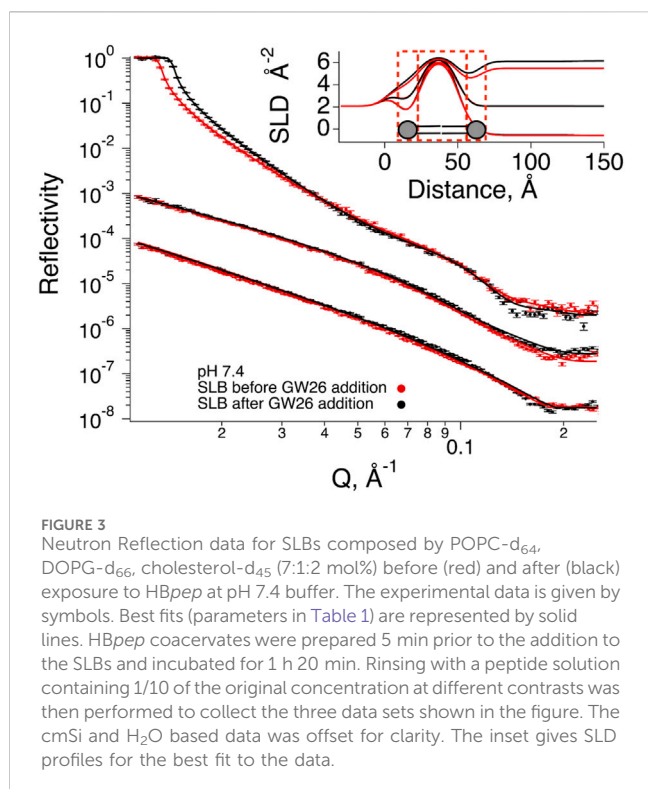 10⁰
10⁻¹
10⁻²
10⁻³
10⁻⁴
10⁻⁵
10⁻⁶
10⁻⁷
10⁻⁸
Reflectivity
SLD Å⁻²
6
4
2
0
0 50 100 150
Distance, Å
pH 7.4
SLB before GW26 addition
SLB after GW26 addition
2 3 4 5 6 7 8 9 0.1 2
Q, Å⁻¹
FIGURE 3
Neutron Reflection data for SLBs composed by POPC-d₆₄,
DOPG-d₆₆, cholesterol-d₄₅ (7:1:2 mol%) before (red) and after (black)
exposure to HBpep at pH 7.4 buffer. The experimental data is given by
symbols. Best fits (parameters in Table 1) are represented by solid
lines. HBpep coacervates were prepared 5 min prior to the addition to
the SLBs and incubated for 1 h 20 min. Rinsing with a peptide solution
containing 1/10 of the original concentration at different contrasts was
then performed to collect the three data sets shown in the figure. The
cmSi and H₂O based data was offset for clarity. The inset gives SLD
profiles for the best fit to the data.